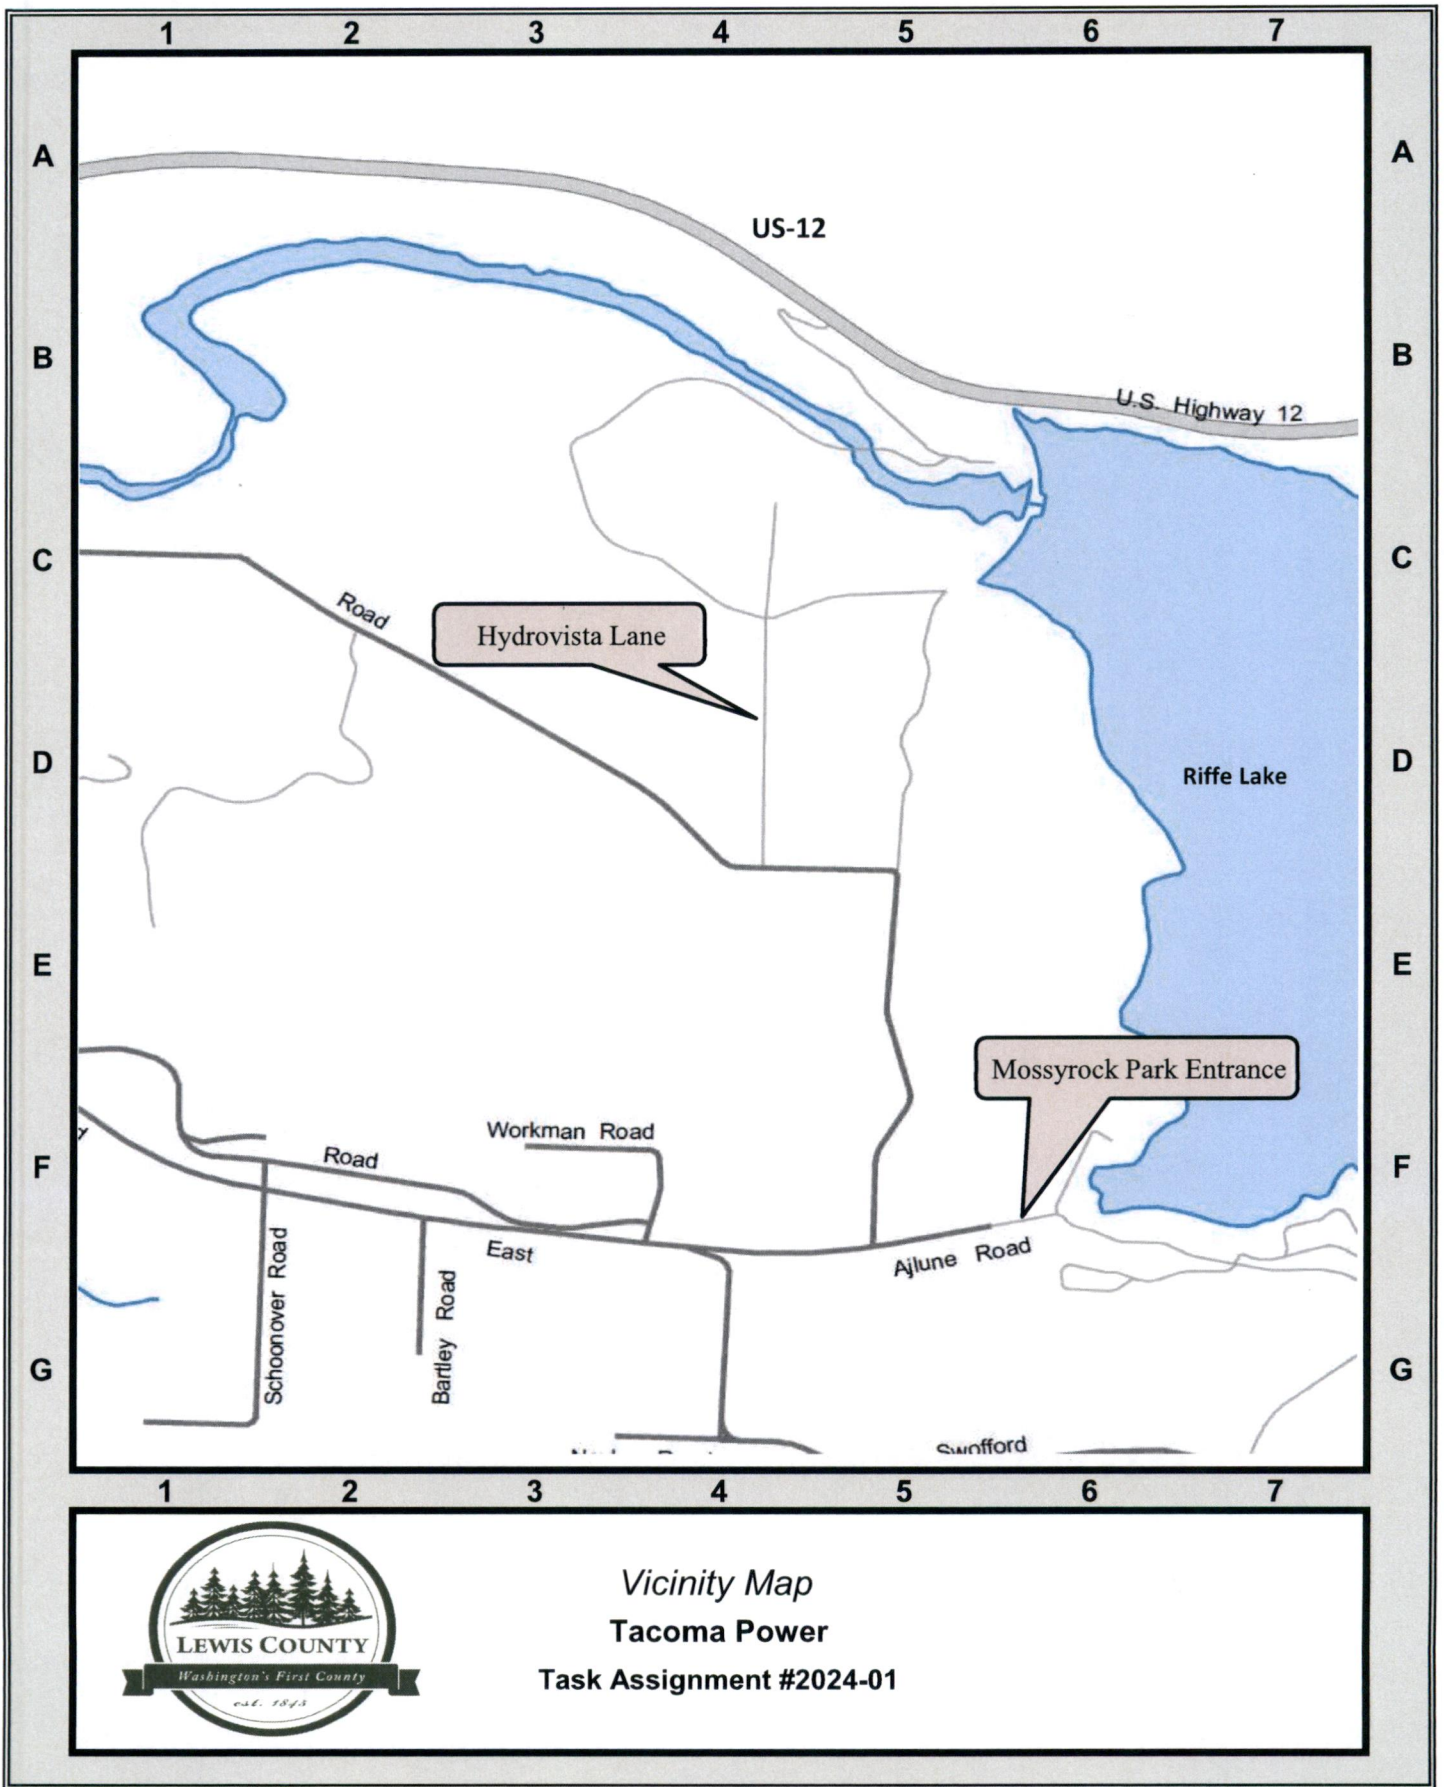 1 2 3 4 5 6 7
A A
US-12
B B
U.S. Highway 12
C C
Road
Hydrovista Lane
D D
Riffe Lake
E E
Mossyrock Park Entrance
Workman Road
F F
Road
East
Ajlune Road
Schoonover Road
Bartley Road
G G
Swofford
1 2 3 4 5 6 7
Vicinity Map
Tacoma Power
Task Assignment #2024-01
LEWIS COUNTY
Washington's First County
est. 1845